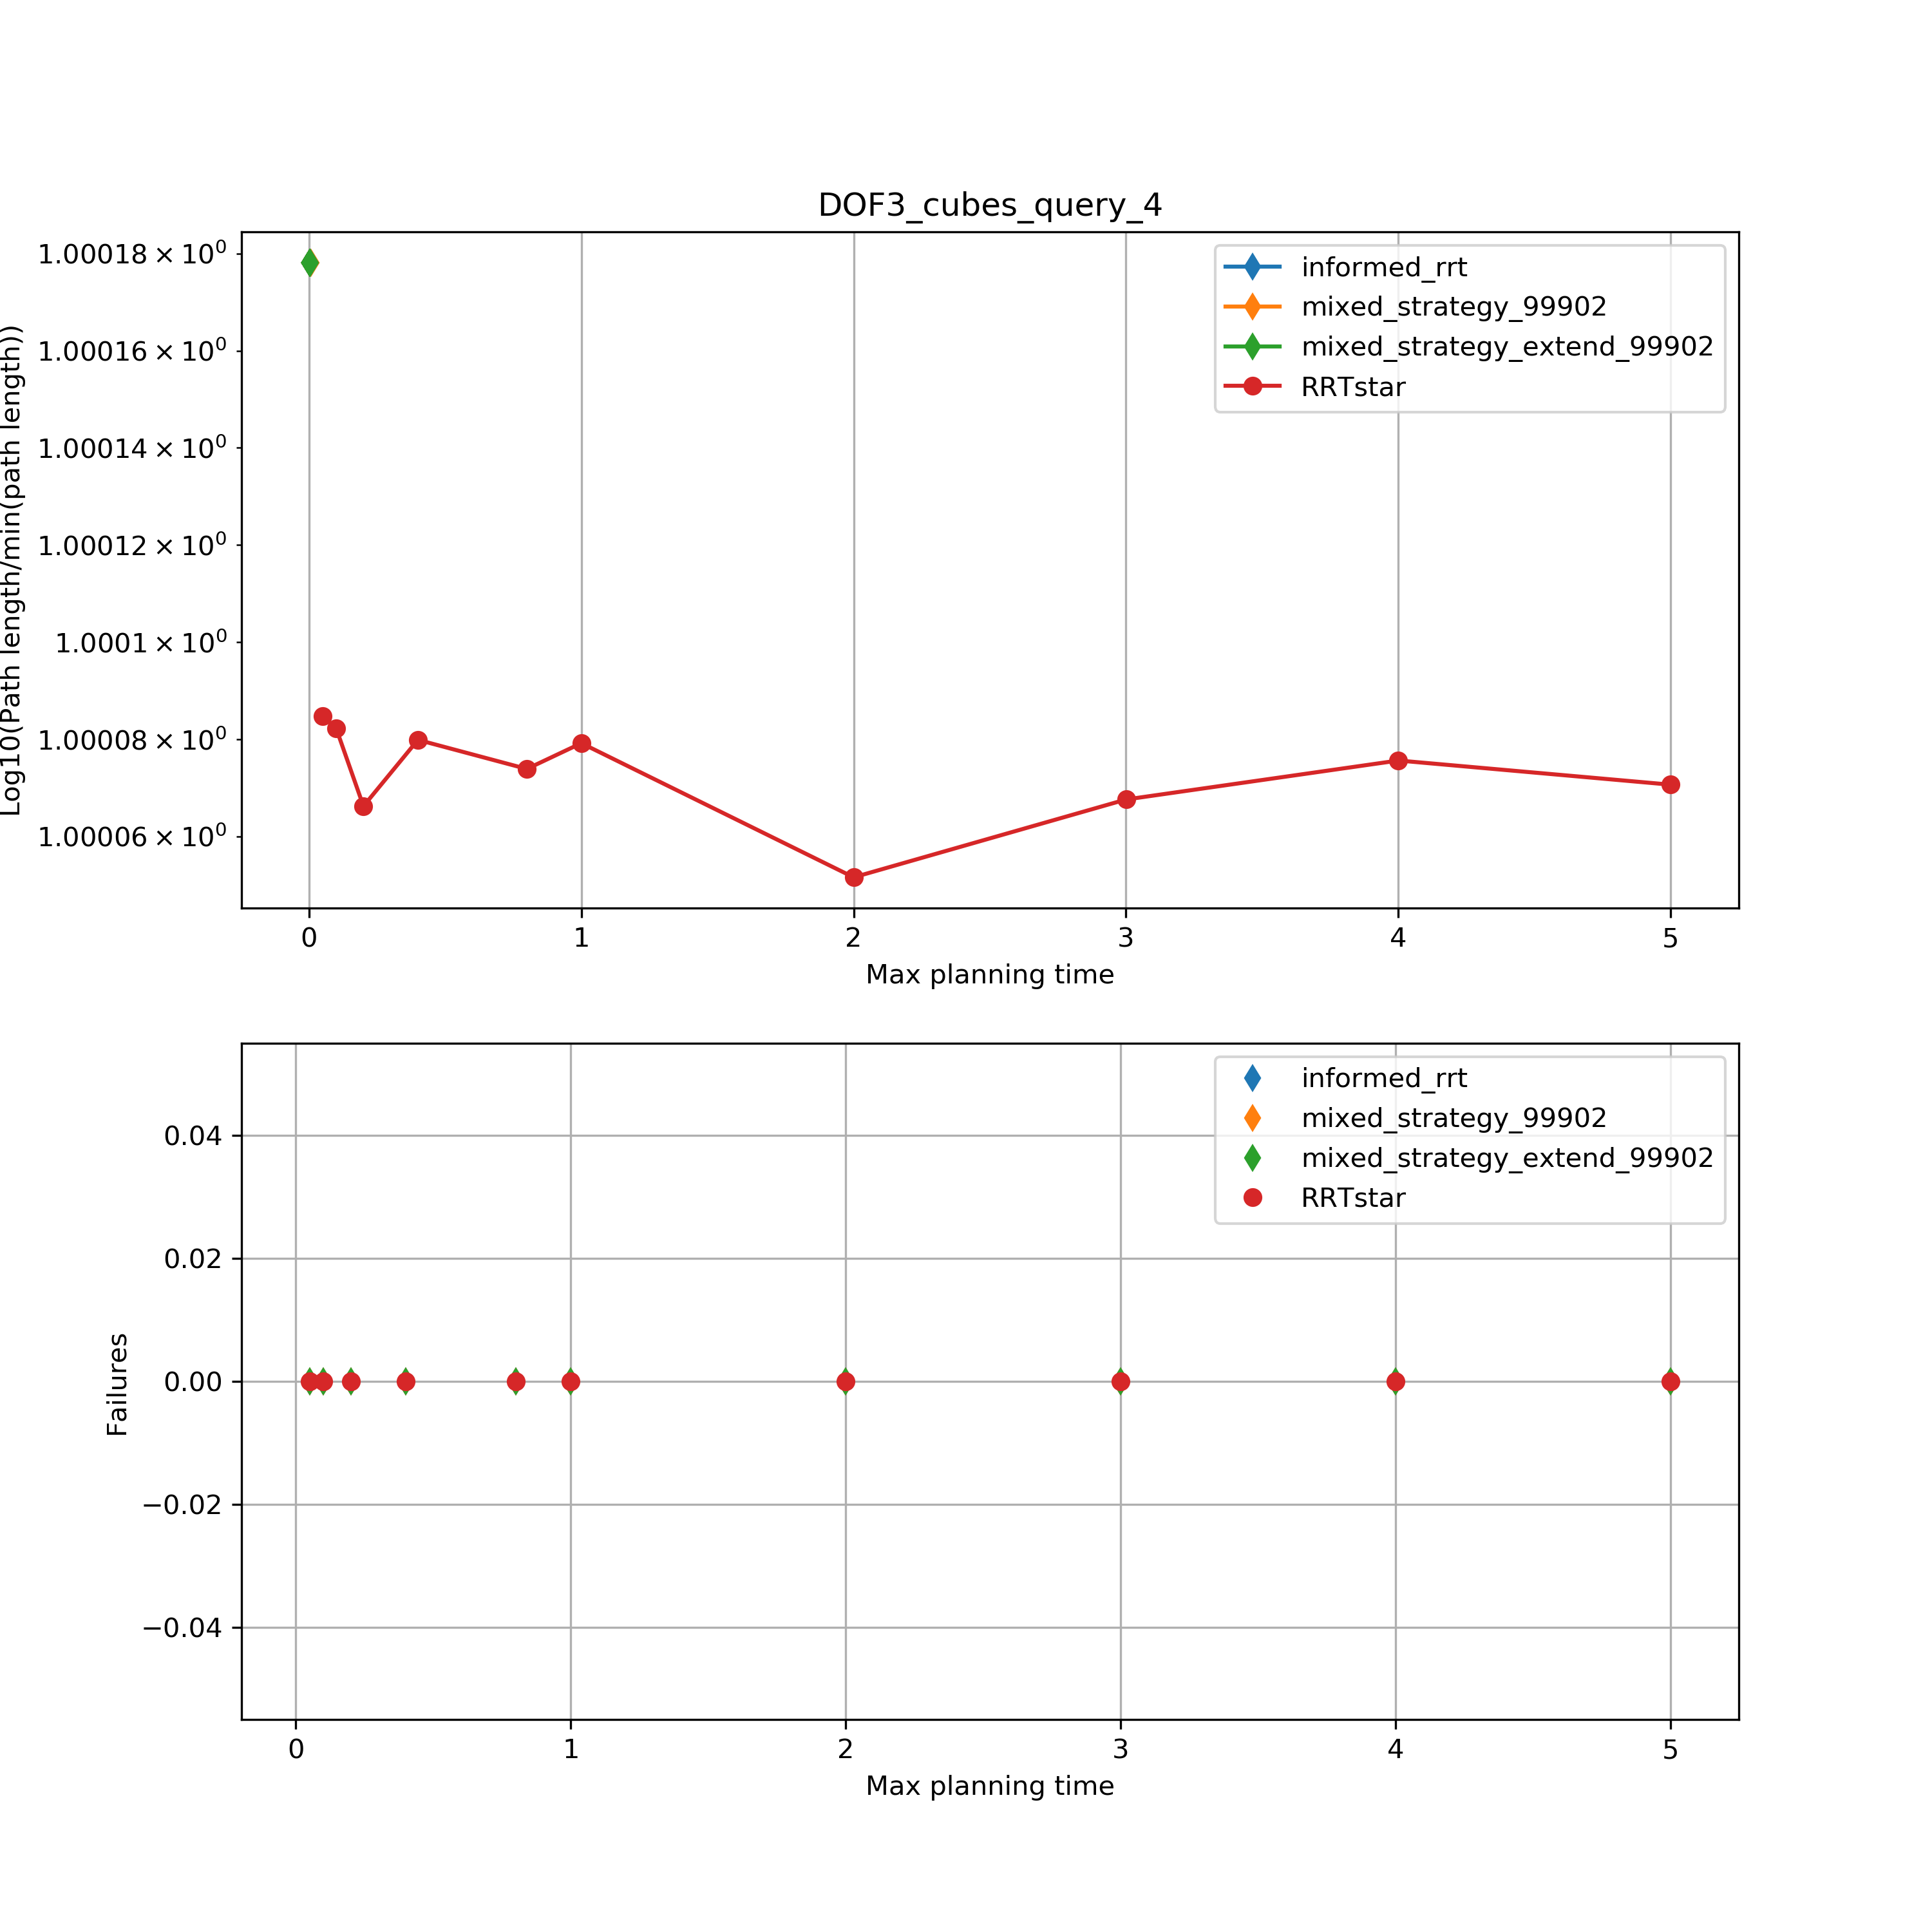 DOF3_cubes_query_4
1.00018 × 10⁰
1.00016 × 10⁰
1.00014 × 10⁰
1.00012 × 10⁰
1.0001 × 10⁰
1.00008 × 10⁰
1.00006 × 10⁰
Log10(Path length/min(path length))
informed_rrt
mixed_strategy_99902
mixed_strategy_extend_99902
RRTstar
0 1 2 3 4 5
Max planning time
0.04
0.02
0.00
−0.02
−0.04
Failures
informed_rrt
mixed_strategy_99902
mixed_strategy_extend_99902
RRTstar
0 1 2 3 4 5
Max planning time